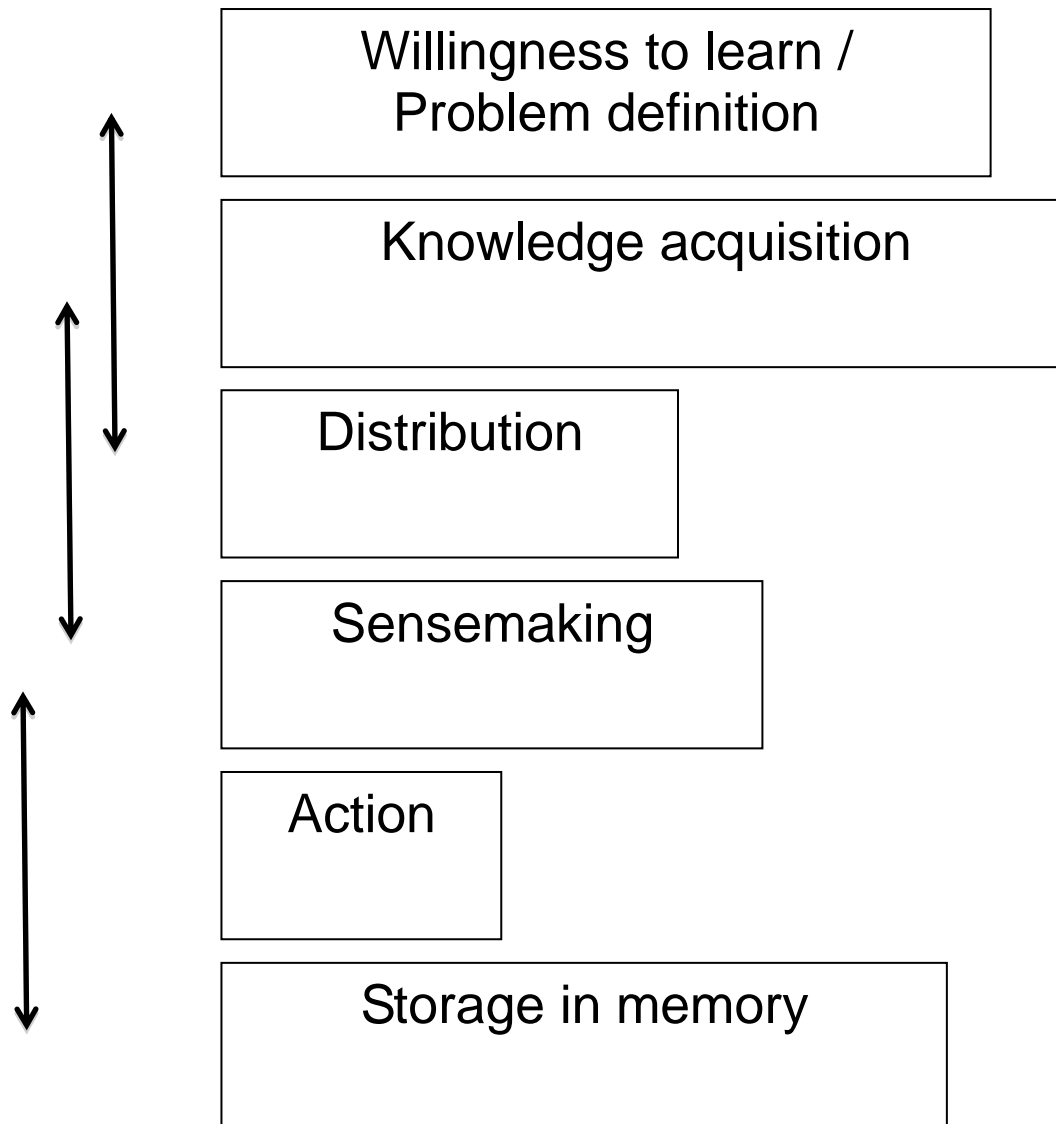 Willingness to learn /
Problem definition
Knowledge acquisition
Distribution
Sensemaking
Action
Storage in memory